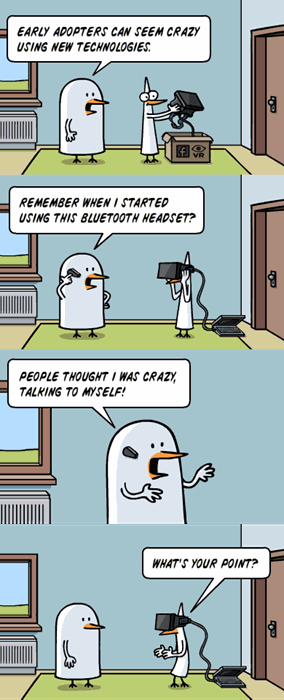 EARLY ADOPTERS CAN SEEM CRAZY
USING NEW TECHNOLOGIES.
VR
REMEMBER WHEN I STARTED
USING THIS BLUETOOTH HEADSET?
PEOPLE THOUGHT I WAS CRAZY,
TALKING TO MYSELF!
WHAT'S YOUR POINT?